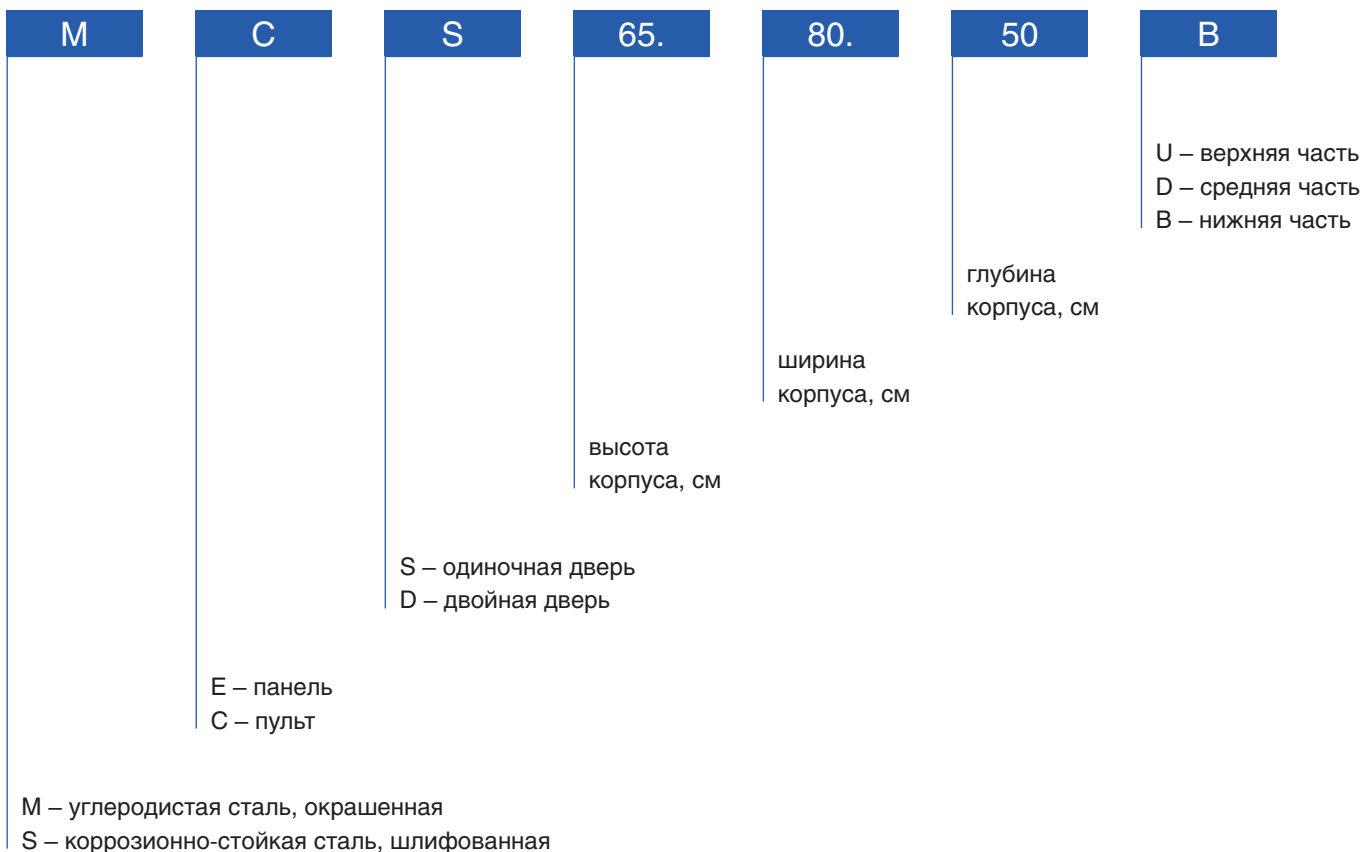 M C S 65. 80. 50 B
U – верхняя часть
D – средняя часть
B – нижняя часть
глубина
корпуса, см
ширина
корпуса, см
высота
корпуса, см
S – одиночная дверь
D – двойная дверь
E – панель
C – пульт
M – углеродистая сталь, окрашенная
S – коррозионно-стойкая сталь, шлифованная